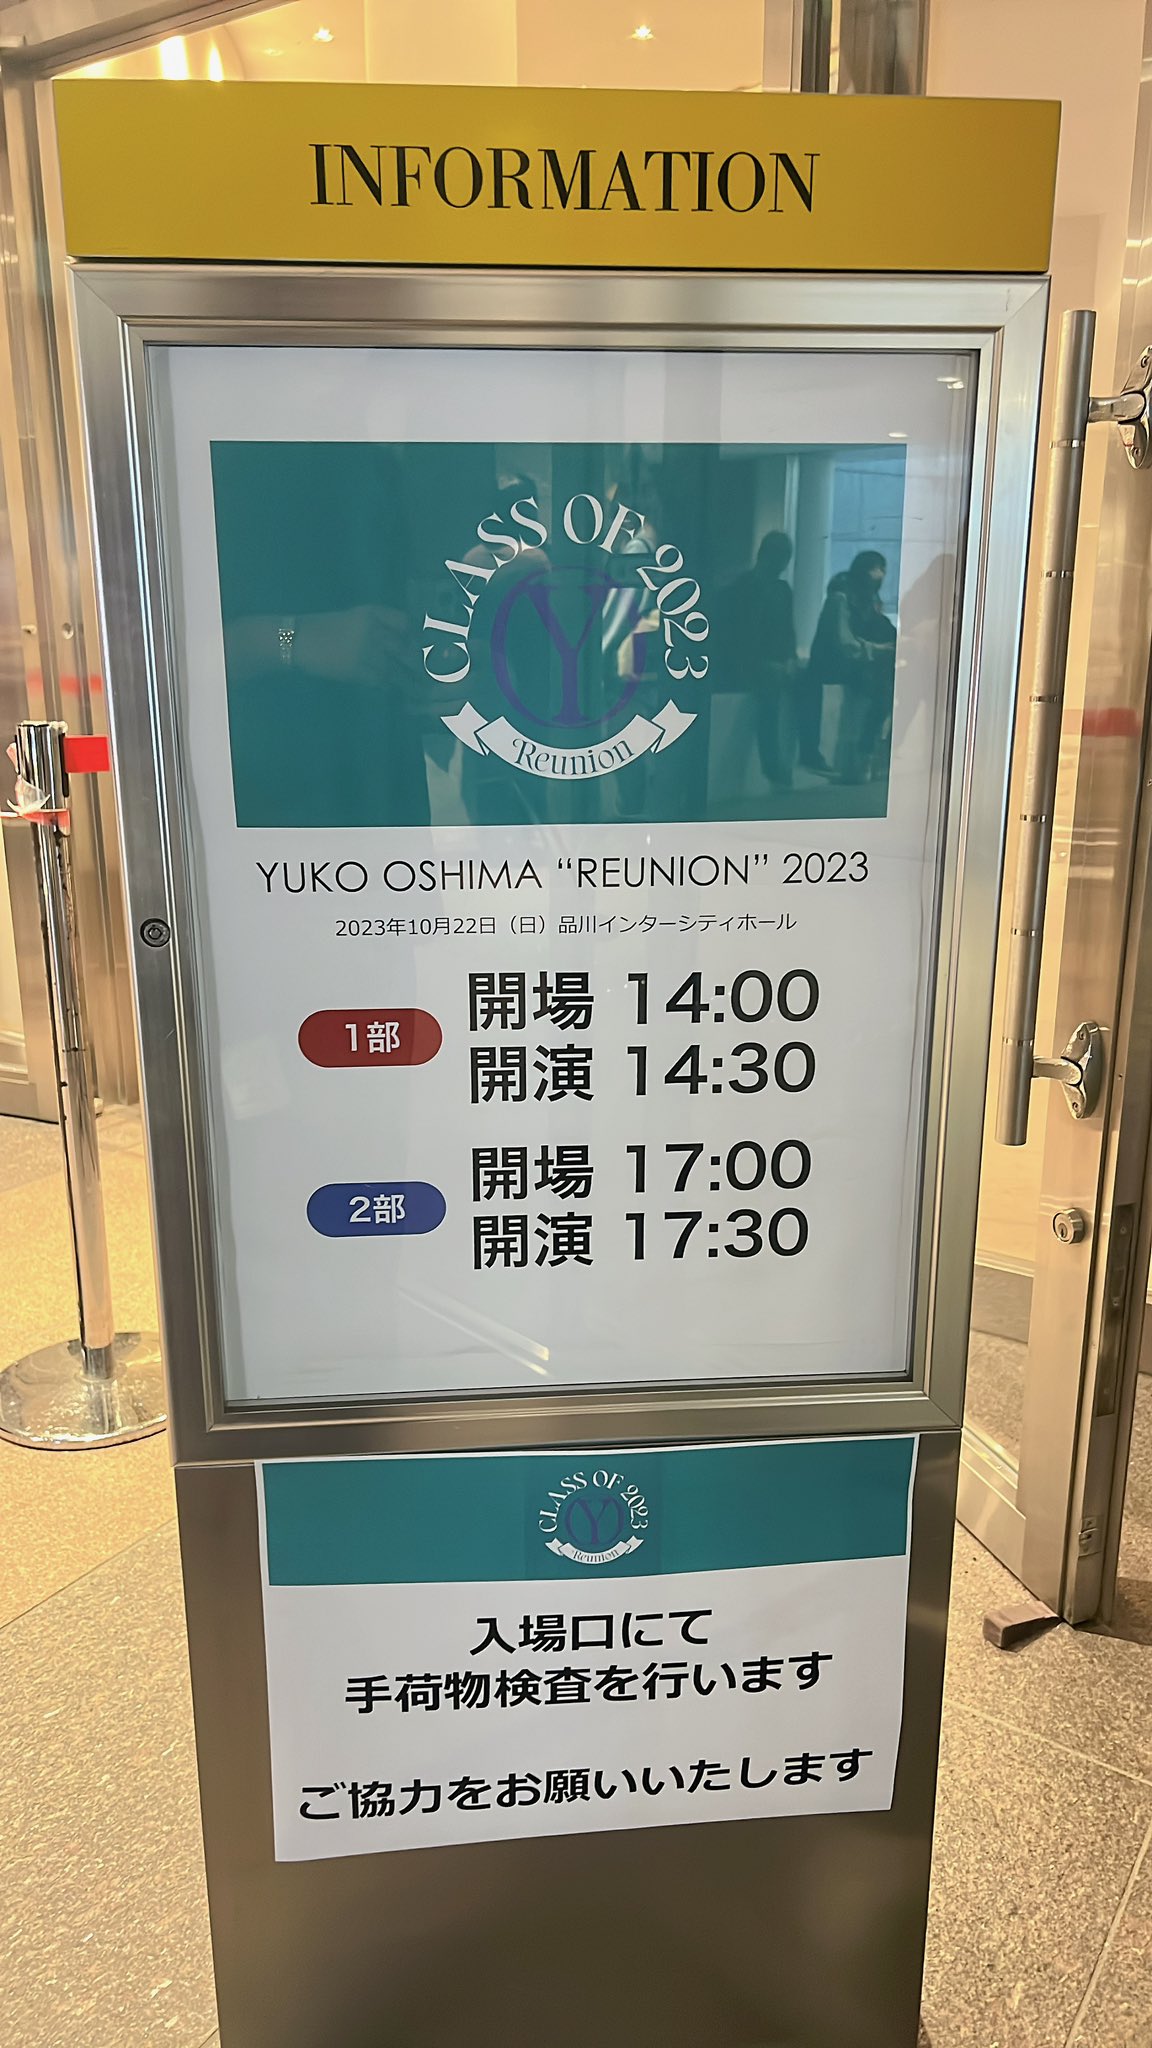 INFORMATION
CLASS OF 2023
Y
Reunion
YUKO OSHIMA “REUNION” 2023
2023年10月22日（日）品川インターシティホール
1部
開場 14:00
開演 14:30
2部
開場 17:00
開演 17:30
CLASS OF 2023
Y
Reunion
入場口にて
手荷物検査を行います
ご協力をお願いいたします